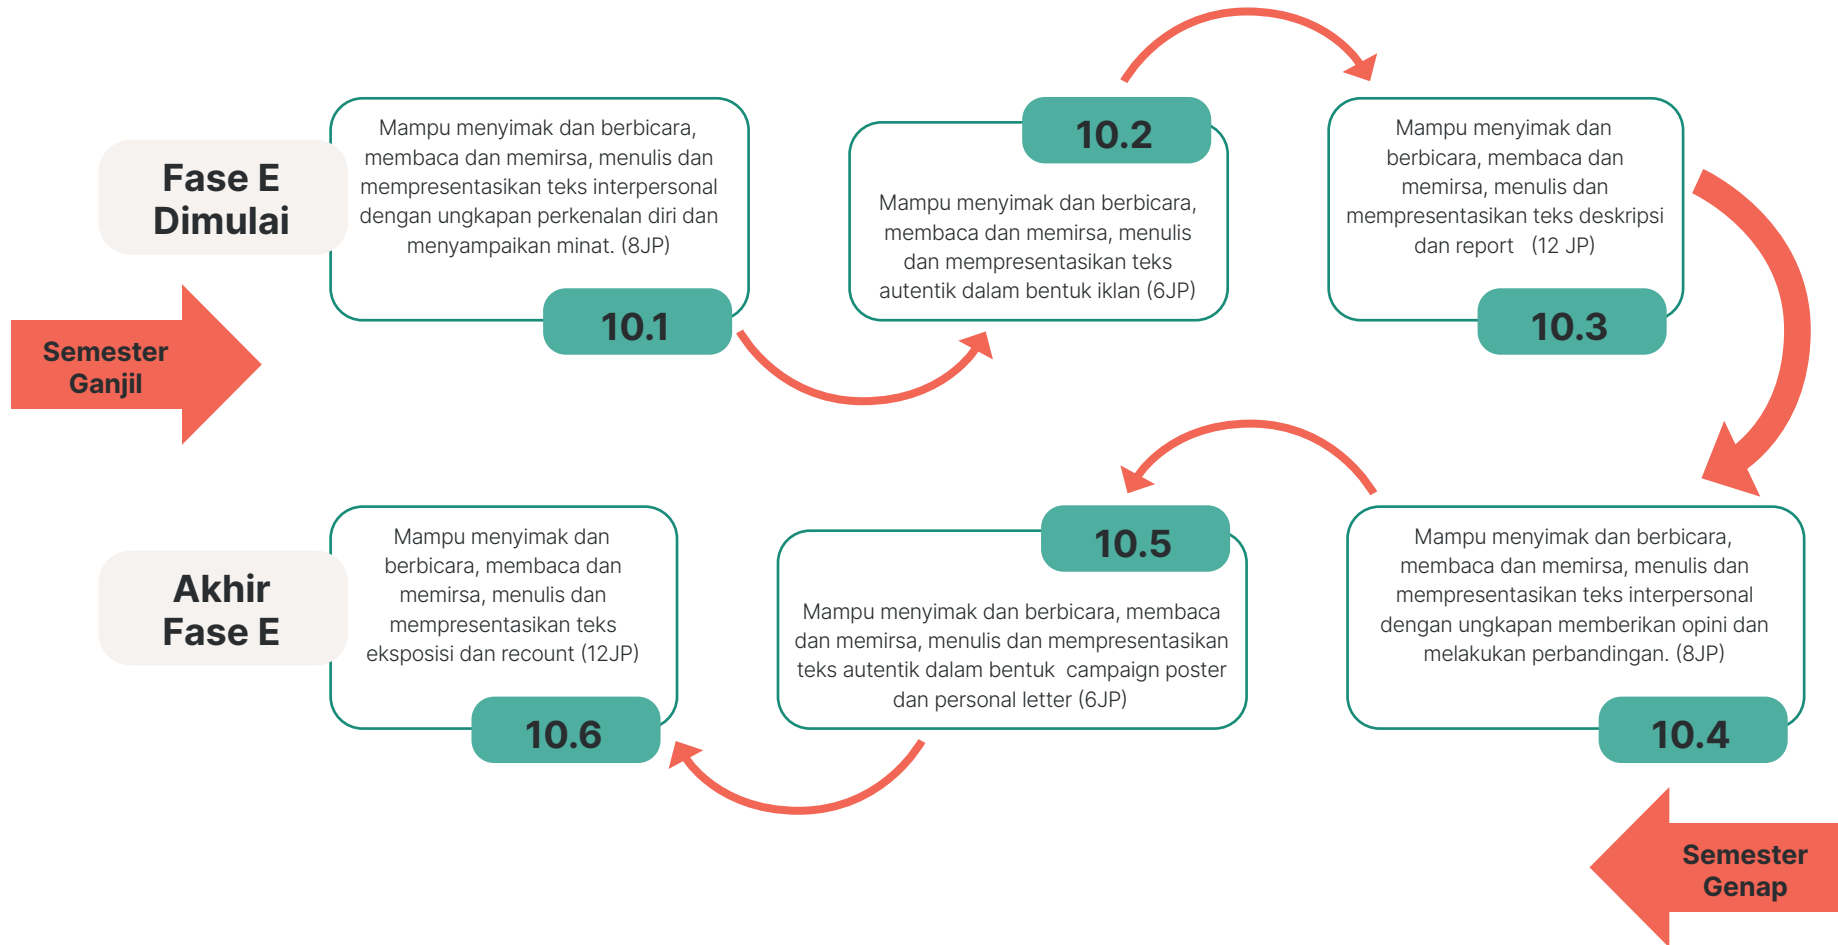 Fase E
Dimulai
Semester
Ganjil
Mampu menyimak dan berbicara,
membaca dan memirsa, menulis dan
mempresentasikan teks interpersonal
dengan ungkapan perkenalan diri dan
menyampaikan minat. (8JP)
10.1
10.2
Mampu menyimak dan berbicara,
membaca dan memirsa, menulis
dan mempresentasikan teks
autentik dalam bentuk iklan (6JP)
Mampu menyimak dan
berbicara, membaca dan
memirsa, menulis dan
mempresentasikan teks deskripsi
dan report (12 JP)
10.3
Mampu menyimak dan berbicara,
membaca dan memirsa, menulis dan
mempresentasikan teks interpersonal
dengan ungkapan memberikan opini dan
melakukan perbandingan. (8JP)
10.4
Semester
Genap
10.5
Mampu menyimak dan berbicara, membaca
dan memirsa, menulis dan mempresentasikan
teks autentik dalam bentuk campaign poster
dan personal letter (6JP)
Mampu menyimak dan
berbicara, membaca dan
memirsa, menulis dan
mempresentasikan teks
eksposisi dan recount (12JP)
10.6
Akhir
Fase E